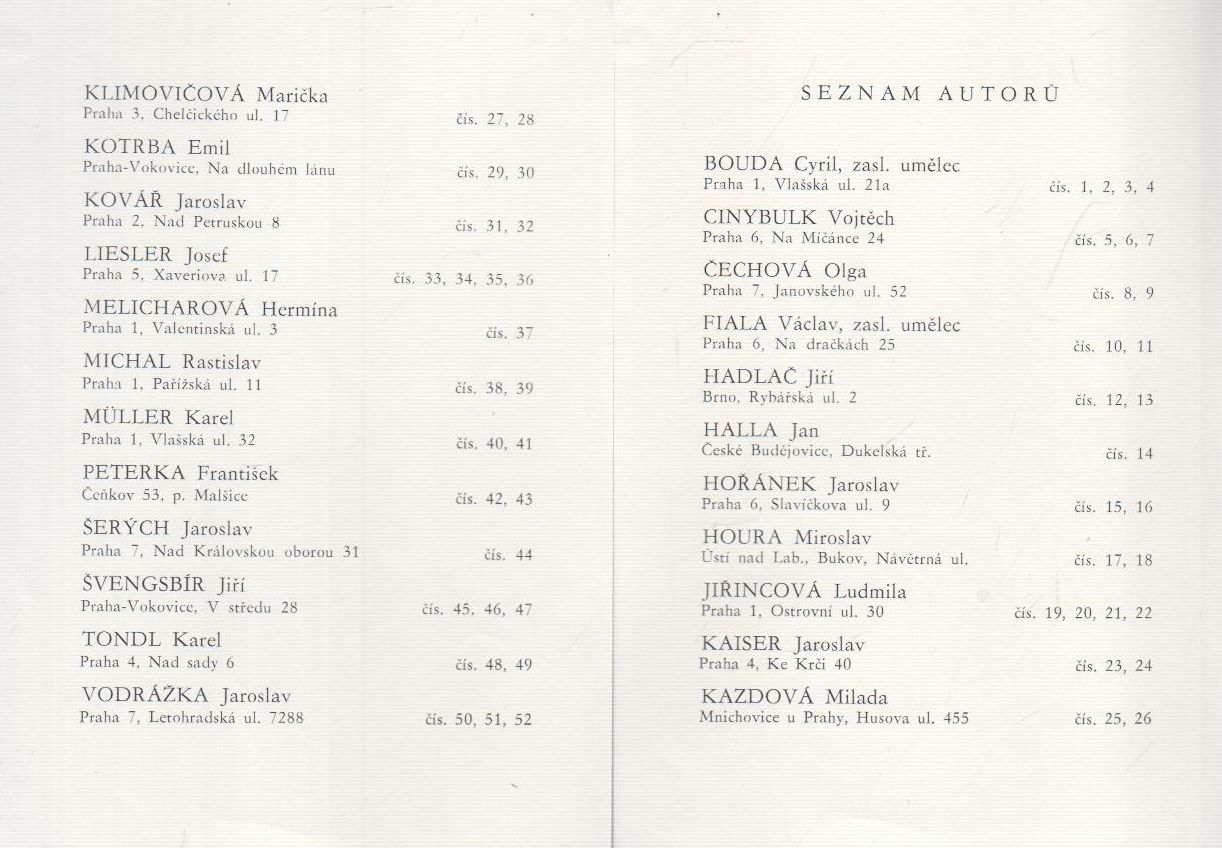 SEZNAM AUTORŮ
BOUDA Cyril, zasl. umělec
Praha 1, Vlašská ul. 21a čís. 1, 2, 3, 4
CINYBULK Vojtěch
Praha 6, Na Míčánce 24 čís. 5, 6, 7
ČECHOVÁ Olga
Praha 7, Janovského ul. 52 čís. 8, 9
FIALA Václav, zasl. umělec
Praha 6, Na dračkách 25 čís. 10, 11
HADLAČ Jiří
Brno, Rybářská ul. 2 čís. 12, 13
HALLA Jan
České Budějovice, Dukelská tř. čís. 14
HOŘÁNEK Jaroslav
Praha 6, Slavíčkova ul. 9 čís. 15, 16
HOURA Miroslav
Ústí nad Lab., Bukov, Návětrná ul. čís. 17, 18
JIŘINCOVÁ Ludmila
Praha 1, Ostrovní ul. 30 čís. 19, 20, 21, 22
KAISER Jaroslav
Praha 4, Ke Krči 40 čís. 23, 24
KAZDOVÁ Milada
Mnichovice u Prahy, Husova ul. 455 čís. 25, 26
KLIMOVIČOVÁ Marička
Praha 3, Chelčického ul. 17 čís. 27, 28
KOTRBA Emil
Praha-Vokovice, Na dlouhém lánu čís. 29, 30
KOVÁŘ Jaroslav
Praha 2, Nad Petruskou 8 čís. 31, 32
LIESLER Josef
Praha 5, Xaveriova ul. 17 čís. 33, 34, 35, 36
MELICHAROVÁ Hermína
Praha 1, Valentinská ul. 3 čís. 37
MICHAL Rastislav
Praha 1, Pařížská ul. 11 čís. 38, 39
MÜLLER Karel
Praha 1, Vlašská ul. 32 čís. 40, 41
PETERKA František
Čeňkov 53, p. Malšice čís. 42, 43
ŠERÝCH Jaroslav
Praha 7, Nad Královskou oborou 31 čís. 44
ŠVENGSBÍR Jiří
Praha-Vokovice, V středu 28 čís. 45, 46, 47
TONDL Karel
Praha 4, Nad sady 6 čís. 48, 49
VODRÁŽKA Jaroslav
Praha 7, Letohradská ul. 7288 čís. 50, 51, 52